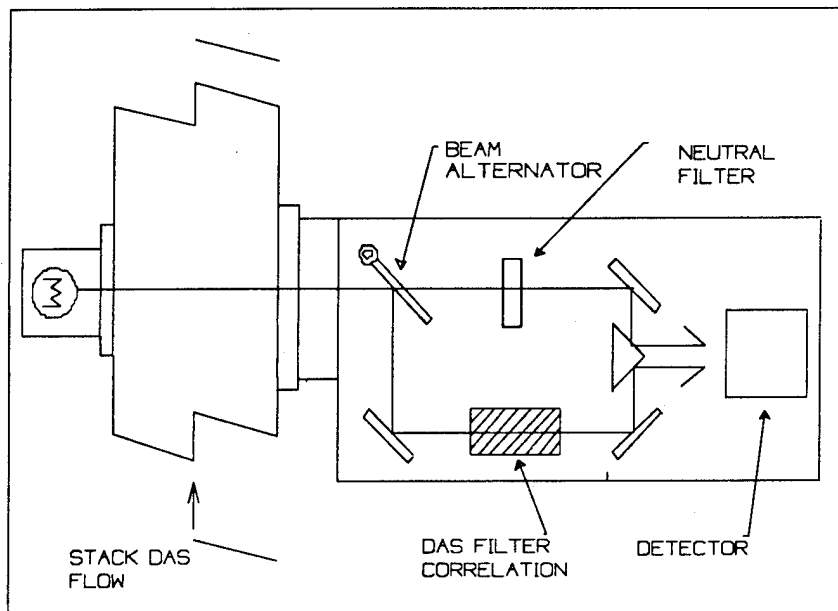 BEAM
ALTERNATOR
NEUTRAL
FILTER
STACK DAS
FLOW
DAS FILTER
CORRELATION
DETECTOR